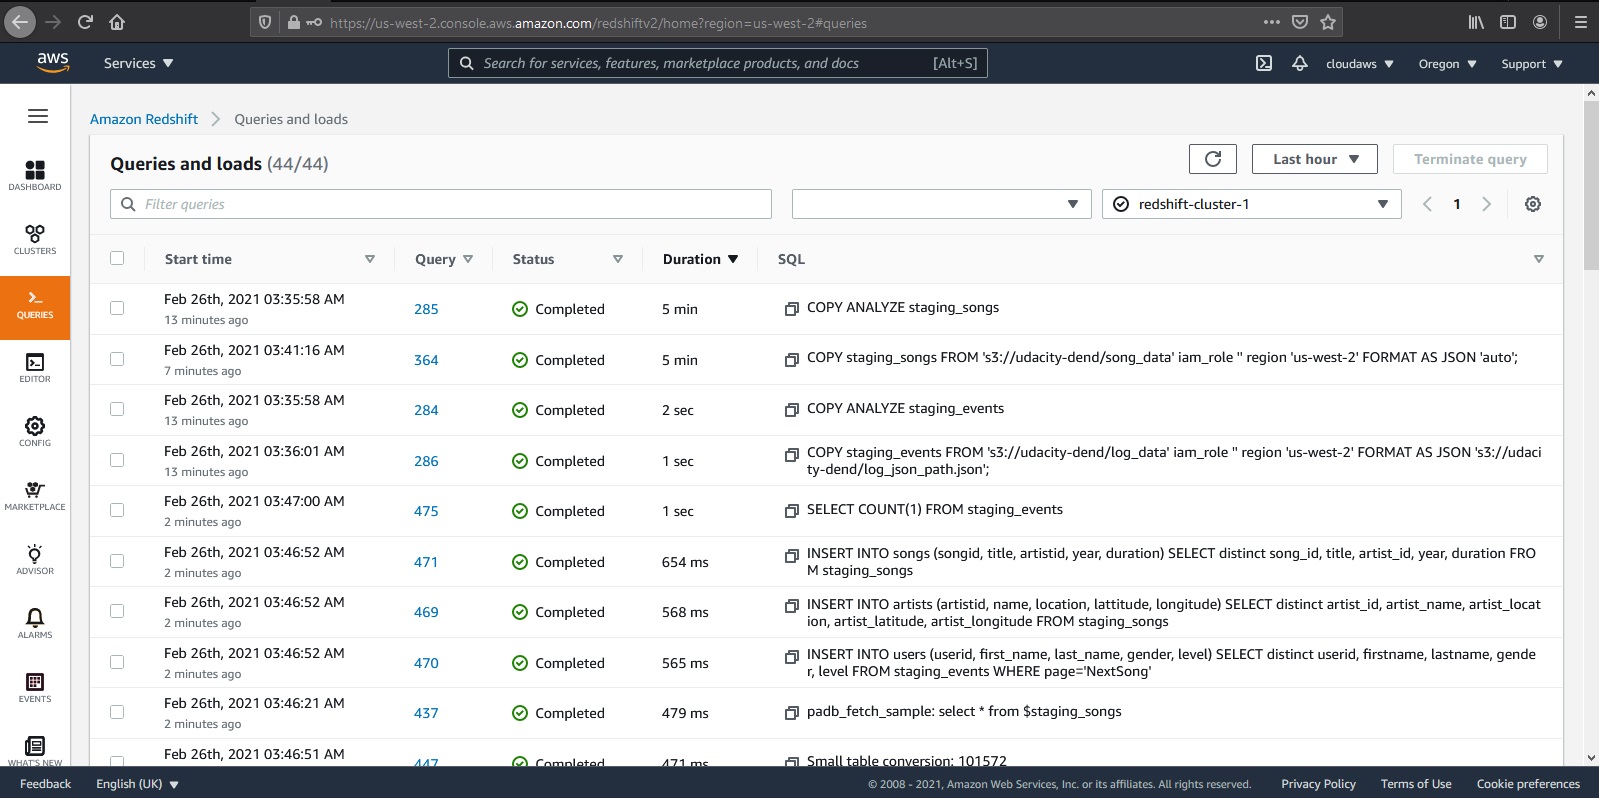 https://us-west-2.console.aws.amazon.com/redshiftv2/home?region=us-west-2#queries
aws
Services
Search for services, features, marketplace products, and docs
[Alt+S]
cloudaws
Oregon
Support
Amazon Redshift
Queries and loads
Queries and loads (44/44)
Last hour
Terminate query
Filter queries
redshift-cluster-1
1
DASHBOARD
CLUSTERS
QUERIES
EDITOR
CONFIG
MARKETPLACE
ADVISOR
ALARMS
EVENTS
WHAT'S NEW
Start time Query Status Duration SQL
Feb 26th, 2021 03:35:58 AM
13 minutes ago
285 Completed 5 min COPY ANALYZE staging_songs
Feb 26th, 2021 03:41:16 AM
7 minutes ago
364 Completed 5 min COPY staging_songs FROM 's3://udacity-dend/song_data' iam_role '' region 'us-west-2' FORMAT AS JSON 'auto';
Feb 26th, 2021 03:35:58 AM
13 minutes ago
284 Completed 2 sec COPY ANALYZE staging_events
Feb 26th, 2021 03:36:01 AM
13 minutes ago
286 Completed 1 sec COPY staging_events FROM 's3://udacity-dend/log_data' iam_role '' region 'us-west-2' FORMAT AS JSON 's3://udaci
ty-dend/log_json_path.json';
Feb 26th, 2021 03:47:00 AM
2 minutes ago
475 Completed 1 sec SELECT COUNT(1) FROM staging_events
Feb 26th, 2021 03:46:52 AM
2 minutes ago
471 Completed 654 ms INSERT INTO songs (songid, title, artistid, year, duration) SELECT distinct song_id, title, artist_id, year, duration FRO
M staging_songs
Feb 26th, 2021 03:46:52 AM
2 minutes ago
469 Completed 568 ms INSERT INTO artists (artistid, name, location, lattitude, longitude) SELECT distinct artist_id, artist_name, artist_locat
ion, artist_latitude, artist_longitude FROM staging_songs
Feb 26th, 2021 03:46:52 AM
2 minutes ago
470 Completed 565 ms INSERT INTO users (userid, first_name, last_name, gender, level) SELECT distinct userid, firstname, lastname, gende
r, level FROM staging_events WHERE page='NextSong'
Feb 26th, 2021 03:46:21 AM
2 minutes ago
437 Completed 479 ms padb_fetch_sample: select * from $staging_songs
Feb 26th, 2021 03:46:51 AM
447 Completed 471 ms Small table conversion: 101572
Feedback
English (UK)
© 2008 - 2021, Amazon Web Services, Inc. or its affiliates. All rights reserved.
Privacy Policy
Terms of Use
Cookie preferences